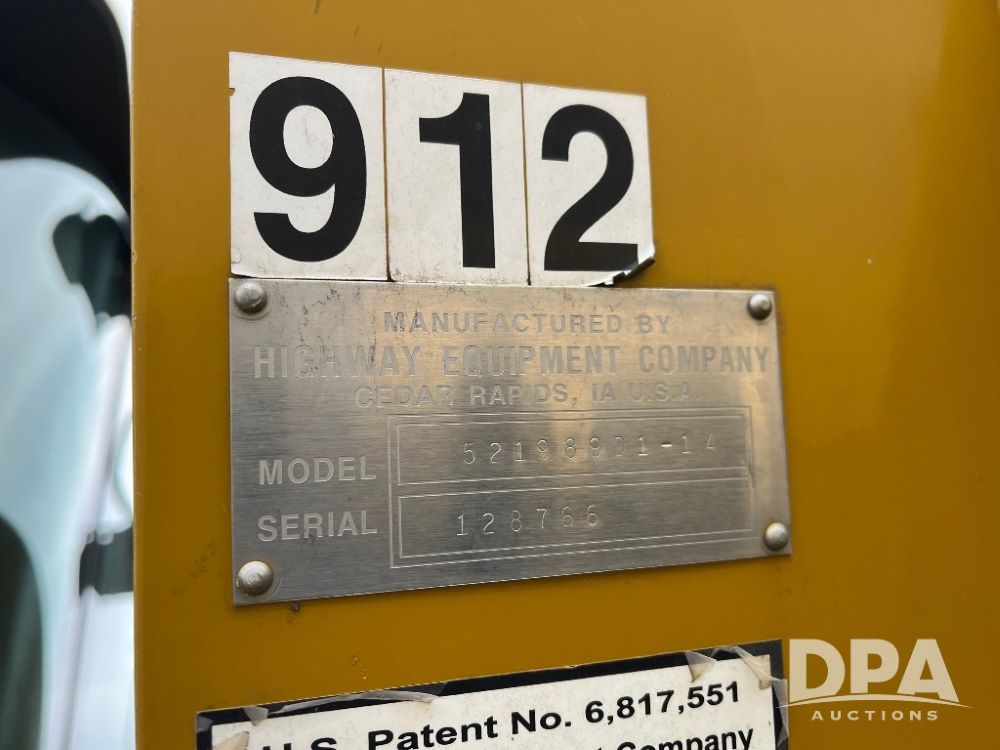 912
MANUFACTURED BY
HIGHWAY EQUIPMENT COMPANY
CEDAR RAPIDS, IA U.S.A.
MODEL 521989D1-14
SERIAL 128766
U.S. Patent No. 6,817,551
Company
DPA
AUCTIONS